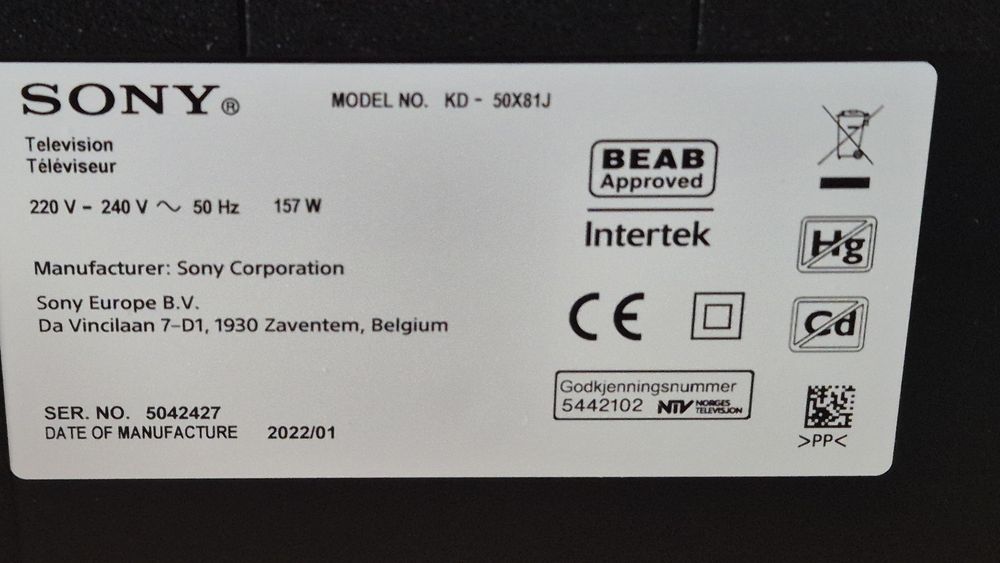 SONY®
MODEL NO. KD - 50X81J
Television
Téléviseur
220 V – 240 V ~ 50 Hz 157 W
Manufacturer: Sony Corporation
Sony Europe B.V.
Da Vincilaan 7–D1, 1930 Zaventem, Belgium
SER. NO. 5042427
DATE OF MANUFACTURE 2022/01
BEAB
Approved
Intertek
CE
Godkjenningsnummer
5442102 NTV NORGES
TELEVISJON
Hg
Cd
>PP<